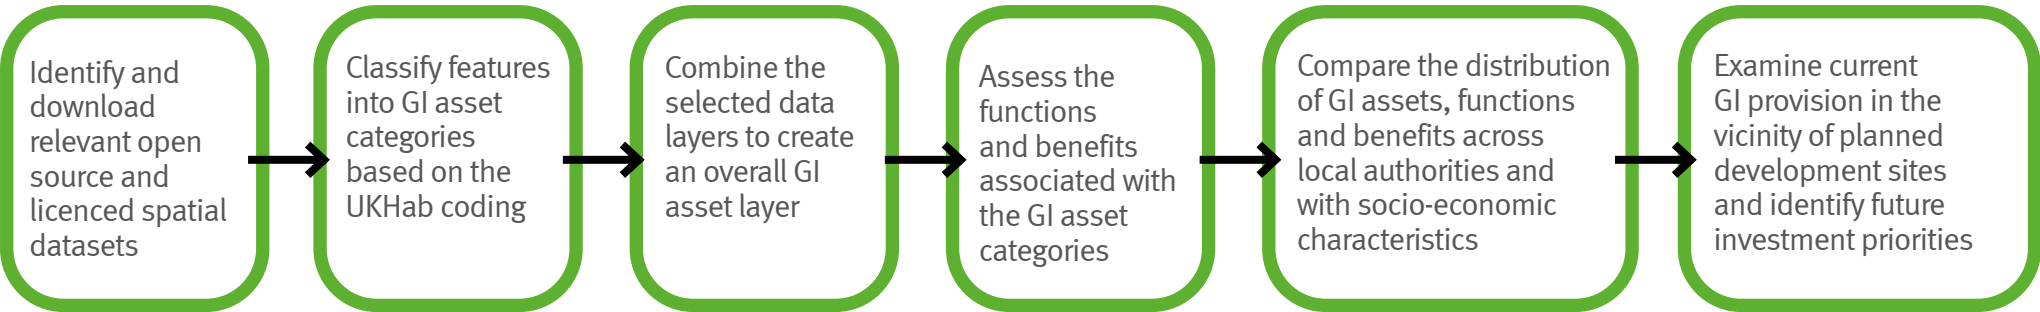 Identify and
download
relevant open
source and
licenced spatial
datasets
Classify features
into GI asset
categories
based on the
UKHab coding
Combine the
selected data
layers to create
an overall GI
asset layer
Assess the
functions
and benefits
associated with
the GI asset
categories
Compare the distribution
of GI assets, functions
and benefits across
local authorities and
with socio-economic
characteristics
Examine current
GI provision in the
vicinity of planned
development sites
and identify future
investment priorities